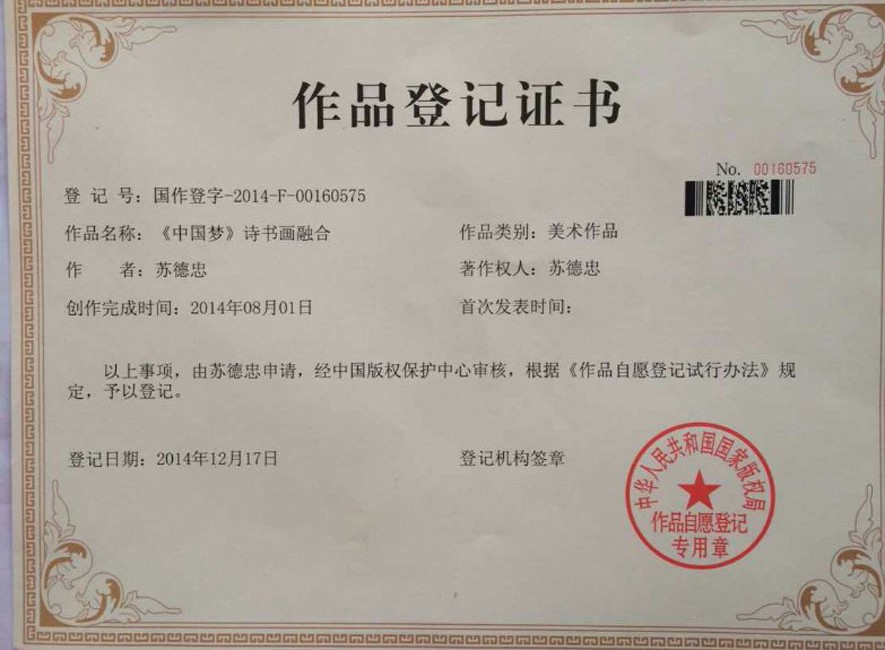 作品登记证书
No. 00160575
登 记 号：国作登字-2014-F-00160575
作品名称：《中国梦》诗书画融合
作品类别：美术作品
作 者：苏德忠
著作权人：苏德忠
创作完成时间：2014年08月01日
首次发表时间：
以上事项，由苏德忠申请，经中国版权保护中心审核，根据《作品自愿登记试行办法》规
定，予以登记。
登记日期：2014年12月17日
登记机构签章
中华人民共和国国家版权局
作品自愿登记
专用章